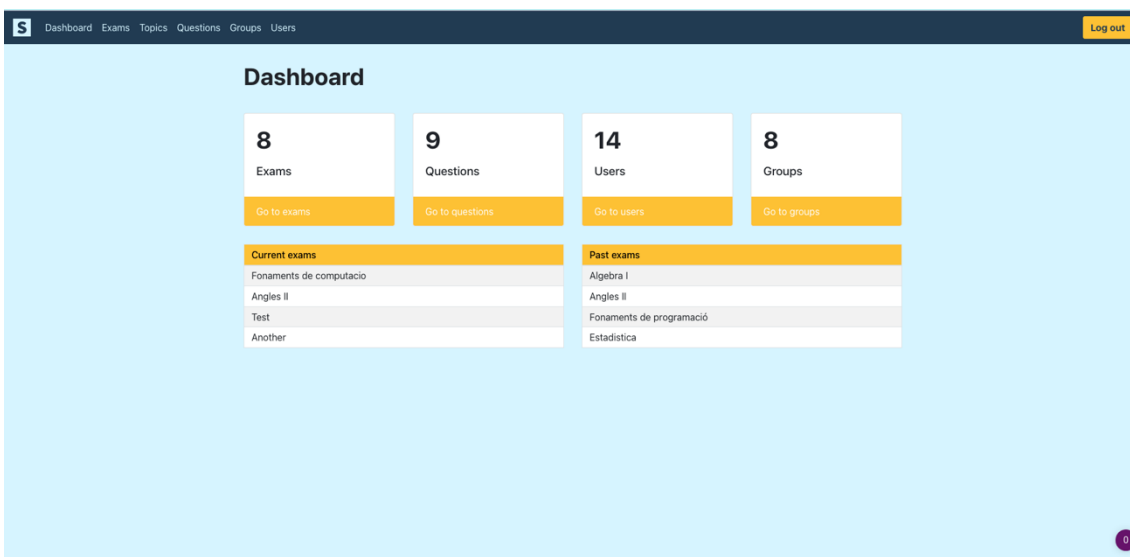 S Dashboard Exams Topics Questions Groups Users Log out
Dashboard
8 9 14 8
Exams Questions Users Groups
Go to exams Go to questions Go to users Go to groups
Current exams Past exams
Fonaments de computacio Algebra I
Angles II Angles II
Test Fonaments de programació
Another Estadistica
0